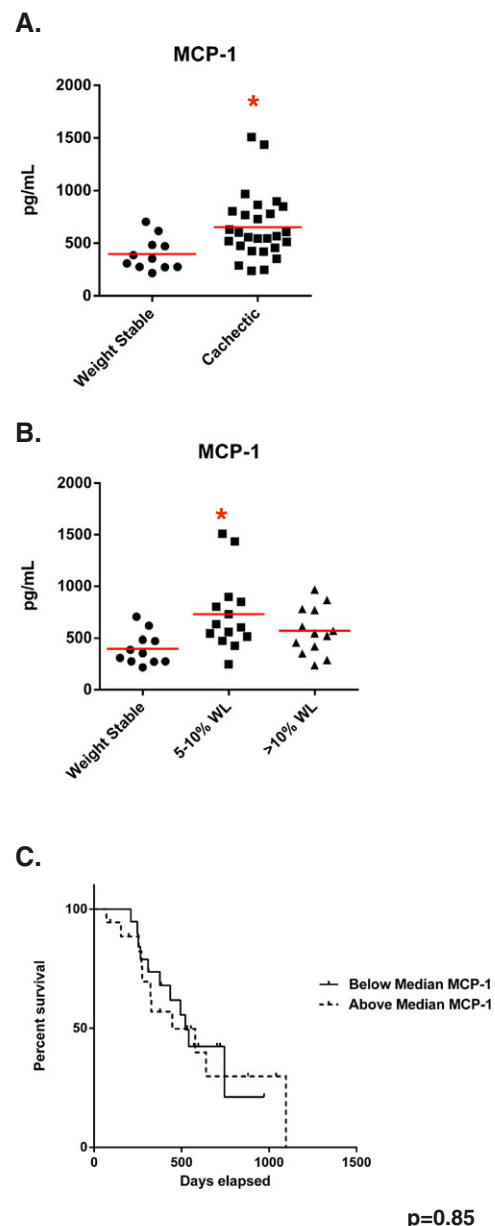 A.
MCP-1
*
2000
1500
1000
500
0
pg/mL
Weight Stable
Cachectic
B.
MCP-1
*
2000
1500
1000
500
0
pg/mL
Weight Stable
5-10% WL
>10% WL
C.
100
50
0
Percent survival
0 500 1000 1500
Days elapsed
Below Median MCP-1
Above Median MCP-1
p=0.85